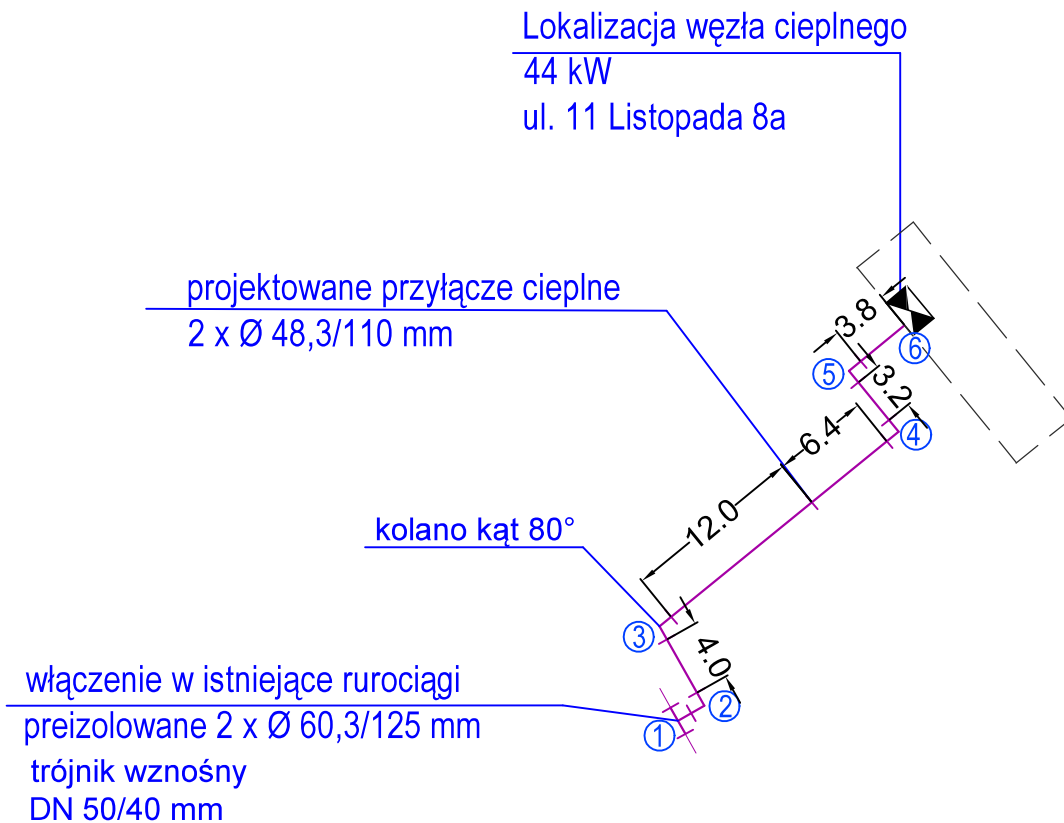 Lokalizacja węzła cieplnego
44 kW
ul. 11 Listopada 8a
projektowane przyłącze cieplne
2 x Ø 48,3/110 mm
3.8
6
5
3.2
4
6.4
12.0
kolano kąt 80°
3
4.0
2
1
włączenie w istniejące rurociągi
preizolowane 2 x Ø 60,3/125 mm
trójnik wznośny
DN 50/40 mm